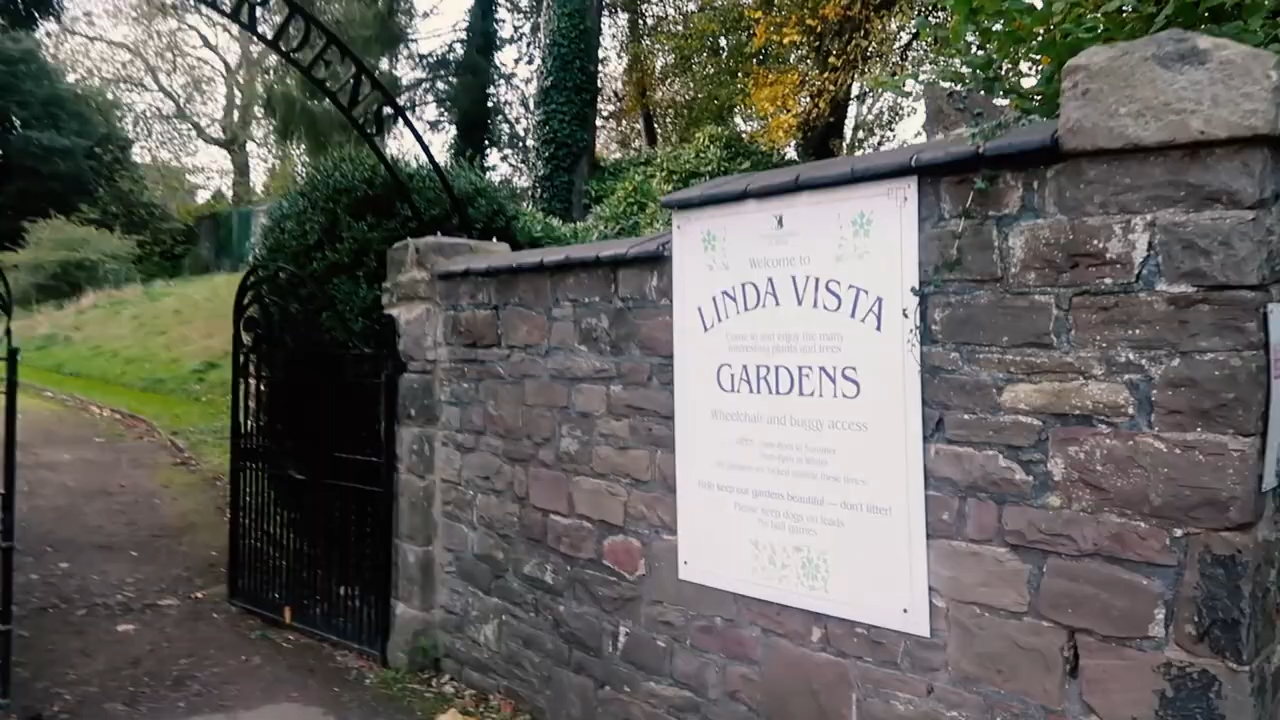 RDENS
Welcome to
LINDA VISTA
Come in and enjoy the many
interesting plants and trees
GARDENS
Wheelchair and buggy access
Help keep our gardens beautiful — don't litter!
Please keep dogs on leads
No ball games